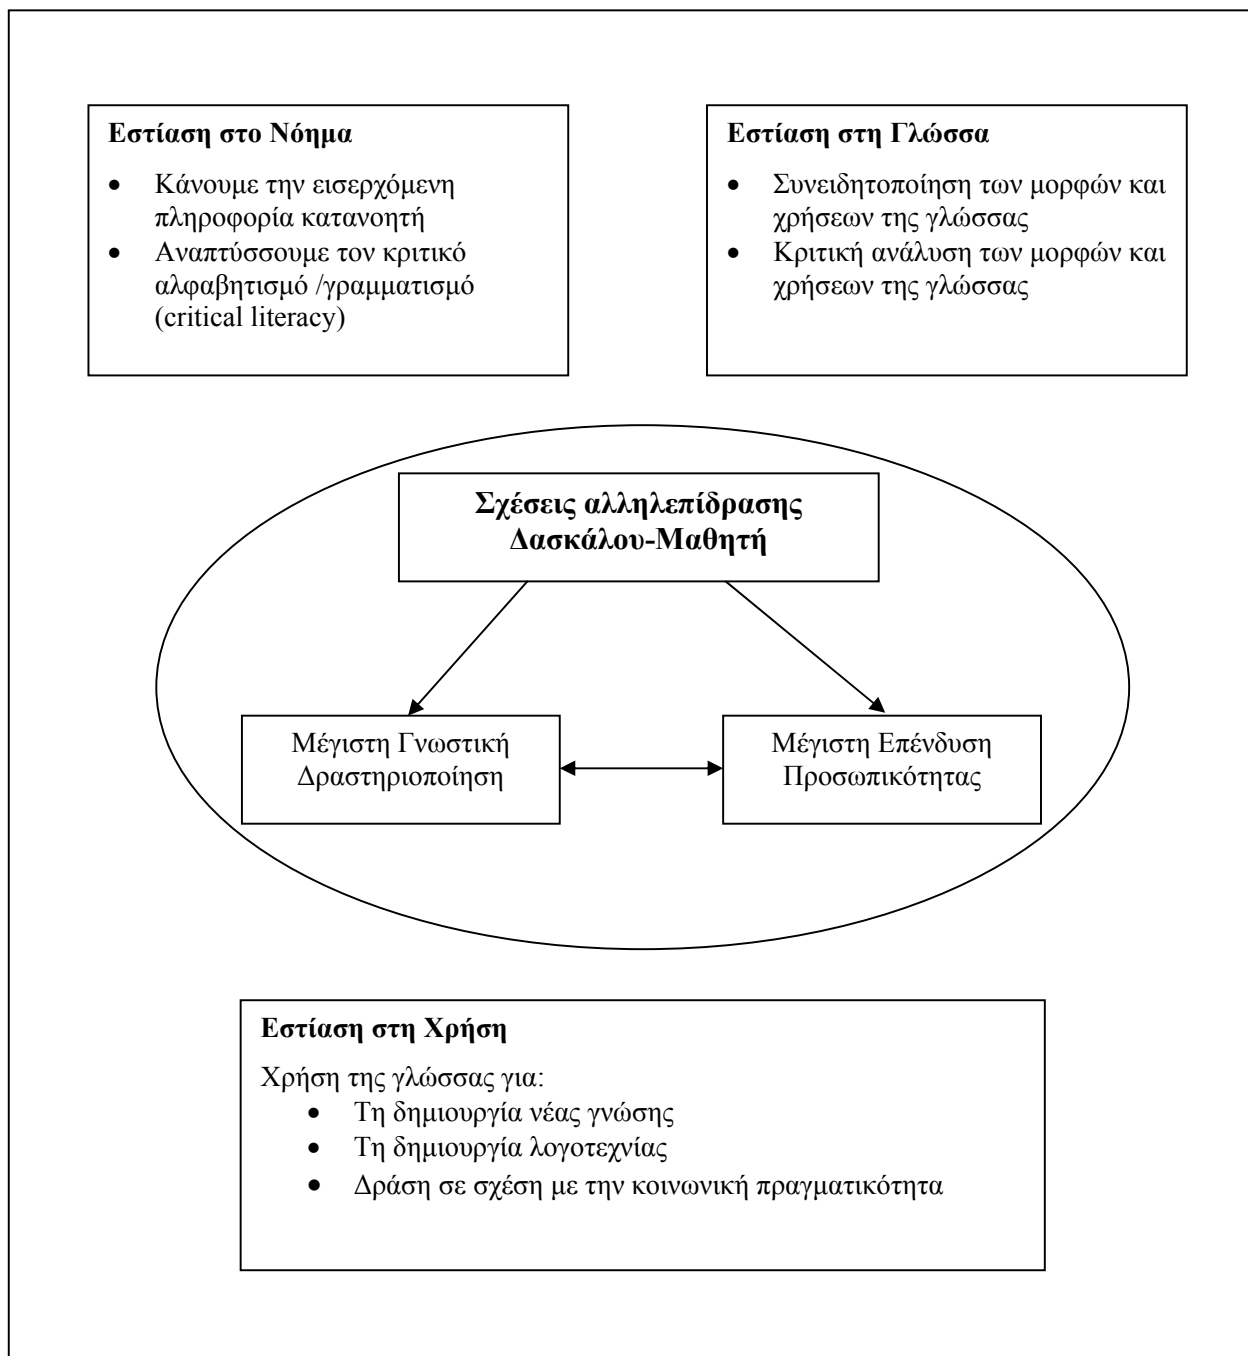 Εστίαση στο Νόημα
• Κάνουμε την εισερχόμενη
πληροφορία κατανοητή
• Αναπτύσσουμε τον κριτικό
αλφαβητισμό /γραμματισμό
(critical literacy)
Εστίαση στη Γλώσσα
• Συνειδητοποίηση των μορφών και
χρήσεων της γλώσσας
• Κριτική ανάλυση των μορφών και
χρήσεων της γλώσσας
Σχέσεις αλληλεπίδρασης
Δασκάλου-Μαθητή
Μέγιστη Γνωστική
Δραστηριοποίηση
Μέγιστη Επένδυση
Προσωπικότητας
Εστίαση στη Χρήση
Χρήση της γλώσσας για:
• Τη δημιουργία νέας γνώσης
• Τη δημιουργία λογοτεχνίας
• Δράση σε σχέση με την κοινωνική πραγματικότητα